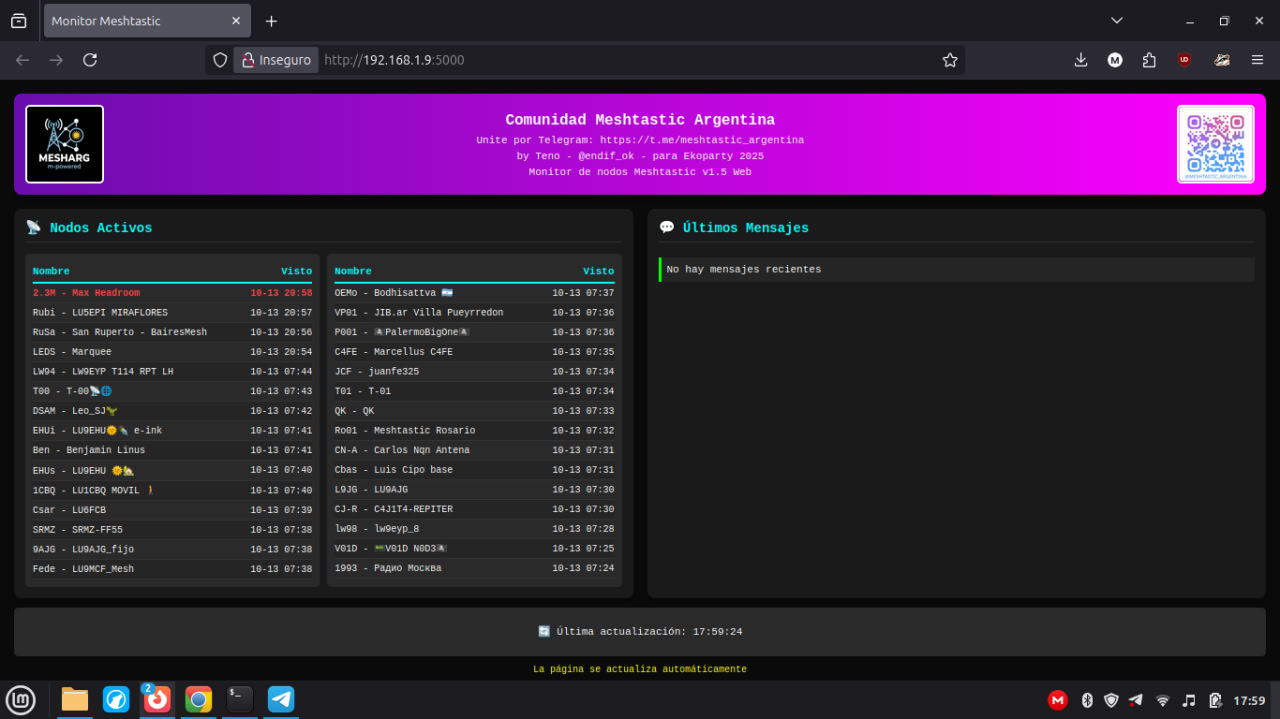 Monitor Meshtastic
Inseguro
http://192.168.1.9:5000
MESHARG
m-powered
Comunidad Meshtastic Argentina
Unite por Telegram: https://t.me/meshtastic_argentina
by Teno - @endif_ok - para Ekoparty 2025
Monitor de nodos Meshtastic v1.5 Web
@MESHTASTIC_ARGENTINA
📡 Nodos Activos
Nombre Visto
2.3M - Max Headroom 10-13 20:58
Rubi - LU5EPI MIRAFLORES 10-13 20:57
RuSa - San Ruperto - BairesMesh 10-13 20:56
LEDS - Marquee 10-13 20:54
LW94 - LW9EYP T114 RPT LH 10-13 07:44
T00 - T-00📡🌐 10-13 07:43
DSAM - Leo_SJ🦖 10-13 07:42
EHUi - LU9EHU🌞✒️ e-ink 10-13 07:41
Ben - Benjamin Linus 10-13 07:41
EHUs - LU9EHU 🌞🏡 10-13 07:40
1CBQ - LU1CBQ MOVIL 🚶 10-13 07:40
Csar - LU6FCB 10-13 07:39
SRMZ - SRMZ-FF55 10-13 07:38
9AJG - LU9AJG_fijo 10-13 07:38
Fede - LU9MCF_Mesh 10-13 07:38
Nombre Visto
OEMo - Bodhisattva 🇦🇷 10-13 07:37
VP01 - JIB.ar Villa Pueyrredon 10-13 07:36
P001 - 🏴‍☠️PalermoBigOne🏴‍☠️ 10-13 07:36
C4FE - Marcellus C4FE 10-13 07:35
JCF - juanfe325 10-13 07:34
T01 - T-01 10-13 07:34
QK - QK 10-13 07:33
Ro01 - Meshtastic Rosario 10-13 07:32
CN-A - Carlos Nqn Antena 10-13 07:31
Cbas - Luis Cipo base 10-13 07:31
L9JG - LU9AJG 10-13 07:30
CJ-R - C4J1T4-REPITER 10-13 07:30
lw98 - lw9eyp_8 10-13 07:28
V01D - 📟V01D N0D3🏴‍☠️ 10-13 07:25
1993 - Радио Москва 10-13 07:24
💬 Últimos Mensajes
No hay mensajes recientes
🔄 Última actualización: 17:59:24
La página se actualiza automáticamente
2
17:59